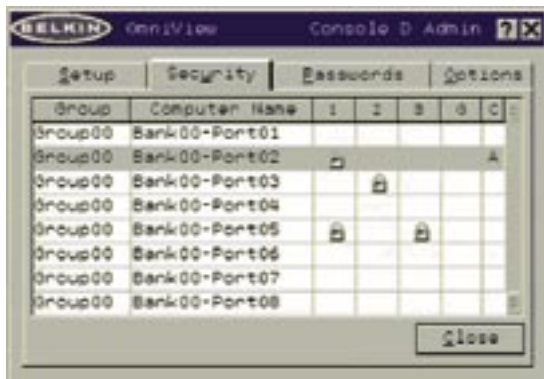 BELKIN OmniView Console D Admin ? X
Setup Security Passwords Options
Group Computer Name 1 2 3 C
Group00 Bank00-Port01
Group00 Bank00-Port02 A
Group00 Bank00-Port03
Group00 Bank00-Port04
Group00 Bank00-Port05
Group00 Bank00-Port06
Group00 Bank00-Port07
Group00 Bank00-Port08
Close